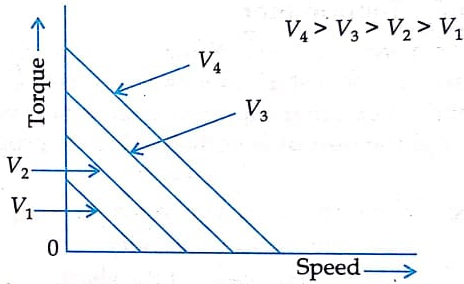 V₄ > V₃ > V₂ > V₁
Torque
V₄
V₃
V₂
V₁
0
Speed